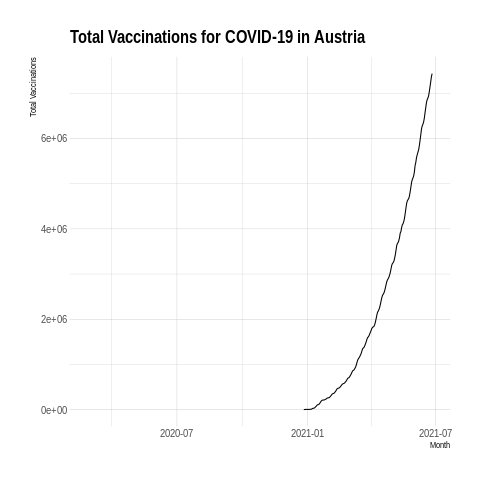 Total Vaccinations for COVID-19 in Austria
Total Vaccinations
6e+06
4e+06
2e+06
0e+00
2020-07
2021-01
2021-07
Month